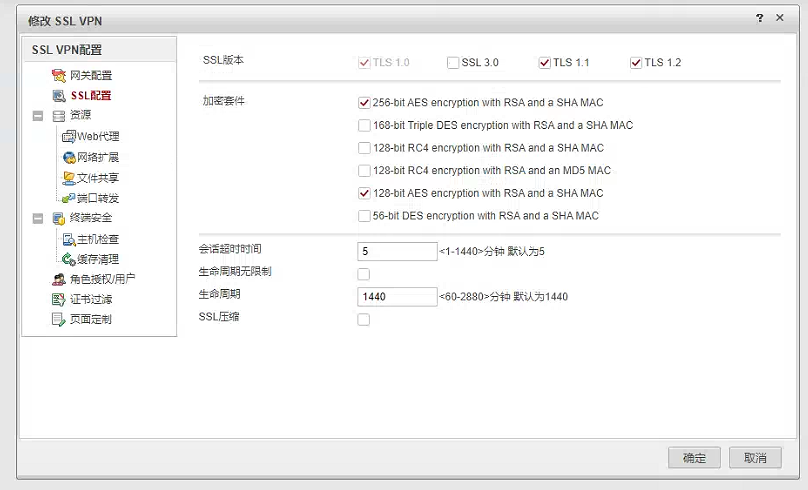 修改 SSL VPN
? ×
SSL VPN配置
网关配置
SSL配置
资源
Web代理
网络扩展
文件共享
端口转发
终端安全
主机检查
缓存清理
角色授权/用户
证书过滤
页面定制
SSL版本
TLS 1.0 SSL 3.0 TLS 1.1 TLS 1.2
加密套件
256-bit AES encryption with RSA and a SHA MAC
168-bit Triple DES encryption with RSA and a SHA MAC
128-bit RC4 encryption with RSA and a SHA MAC
128-bit RC4 encryption with RSA and an MD5 MAC
128-bit AES encryption with RSA and a SHA MAC
56-bit DES encryption with RSA and a SHA MAC
会话超时时间 5 <1-1440>分钟 默认为5
生命周期无限制
生命周期 1440 <60-2880>分钟 默认为1440
SSL压缩
确定 取消